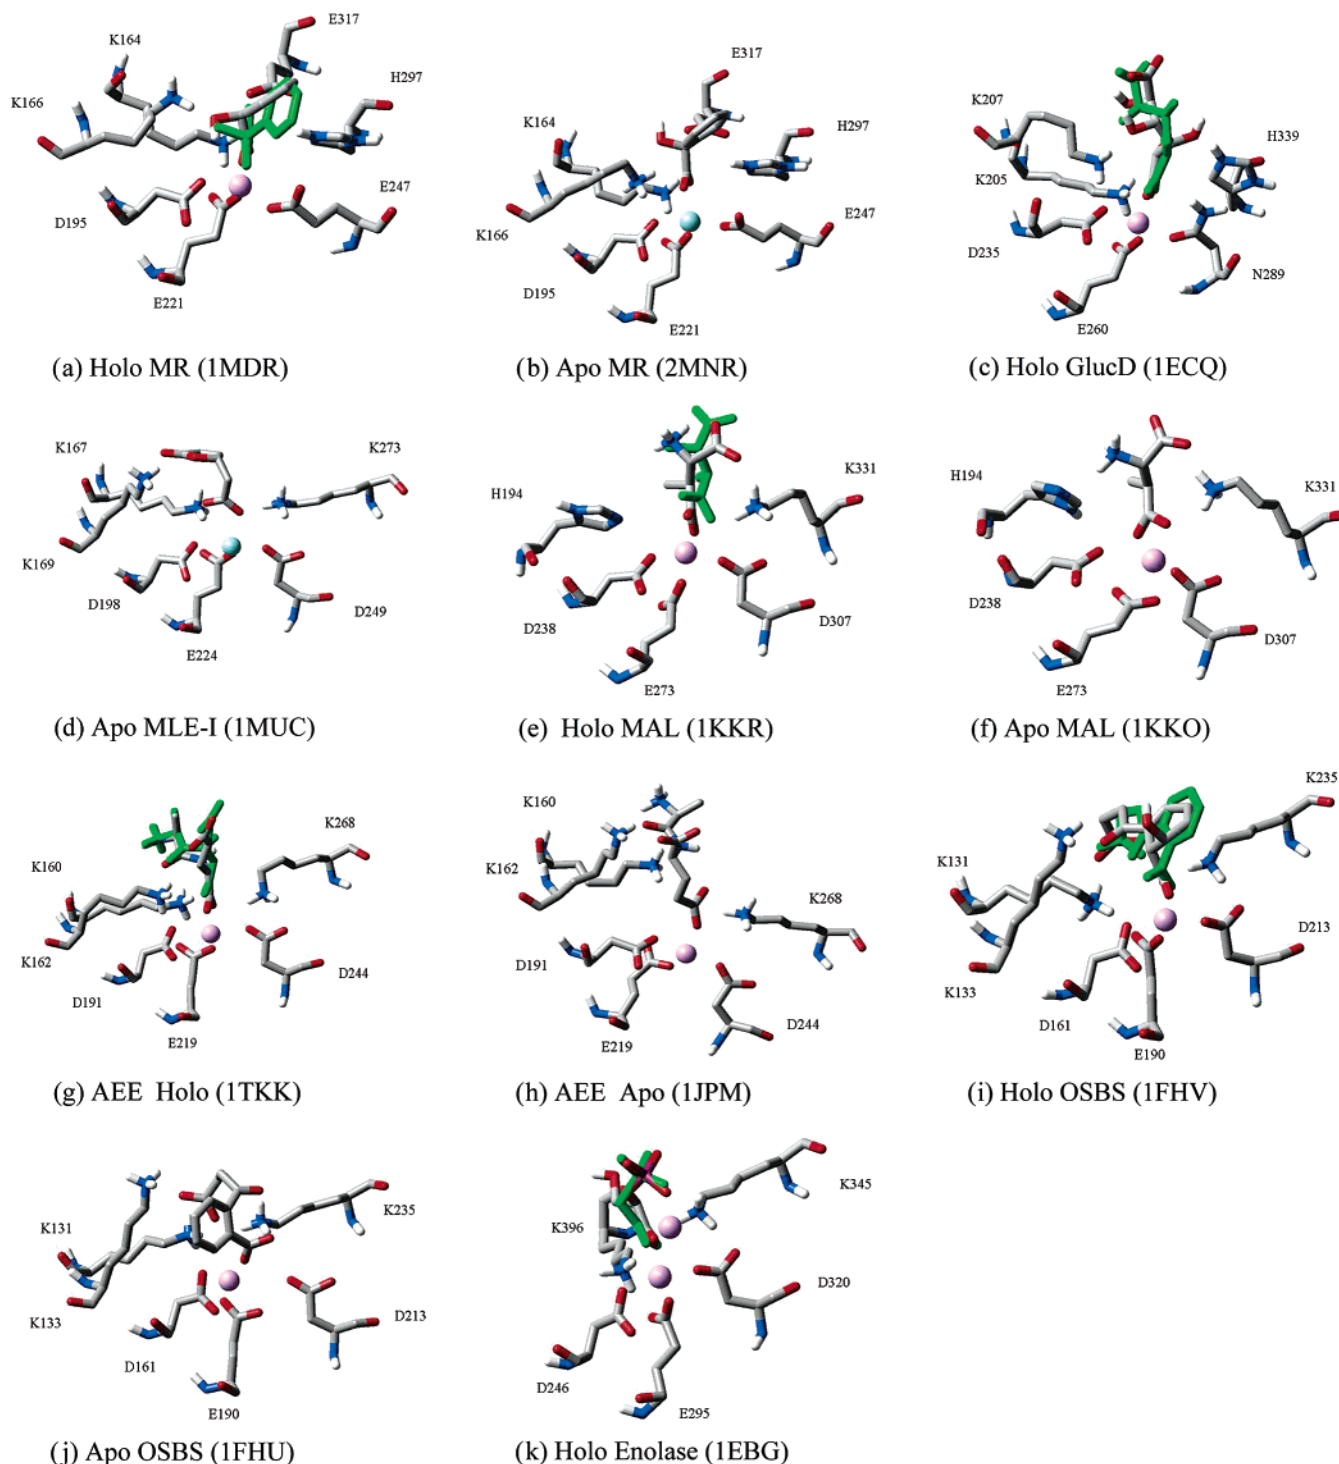 E317
K164
H297
K166
D195
E247
E221
(a) Holo MR (1MDR)
E317
K164
H297
K166
E247
D195
E221
(b) Apo MR (2MNR)
K207
H339
K205
D235
N289
E260
(c) Holo GlucD (1ECQ)
K167
K273
K169
D198
D249
E224
(d) Apo MLE-I (1MUC)
K331
H194
D238
D307
E273
(e) Holo MAL (1KKR)
H194
K331
D238
D307
E273
(f) Apo MAL (1KKO)
K268
K160
K162
D191
D244
E219
(g) AEE Holo (1TKK)
K160
K162
K268
D191
D244
E219
(h) AEE Apo (1JPM)
K235
K131
D213
K133
D161
E190
(i) Holo OSBS (1FHV)
K131
K235
K133
D213
D161
E190
(j) Apo OSBS (1FHU)
K345
K396
D320
D246
E295
(k) Holo Enolase (1EBG)